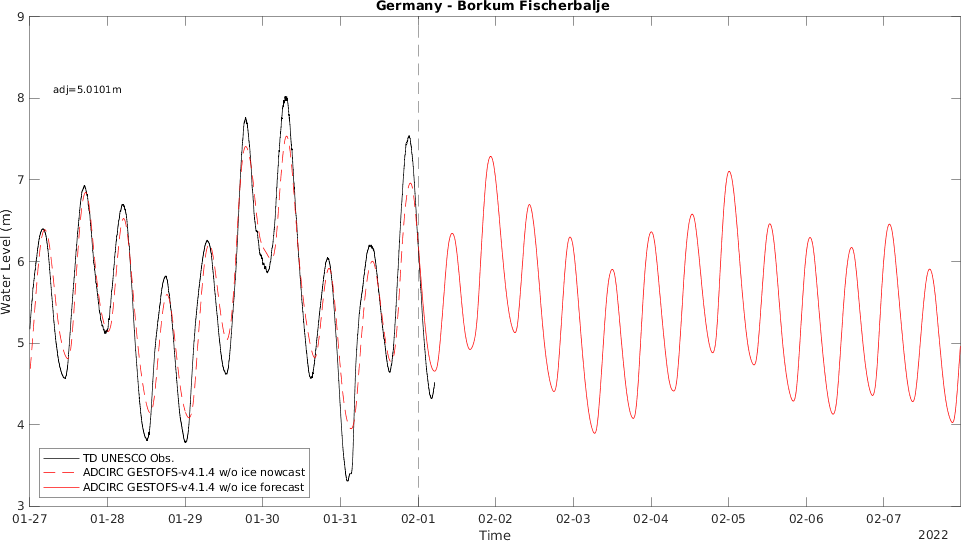 Germany - Borkum Fischerbalje
9
8
7
6
5
4
3
Water Level (m)
adj=5.0101m
TD UNESCO Obs.
ADCIRC GESTOFS-v4.1.4 w/o ice nowcast
ADCIRC GESTOFS-v4.1.4 w/o ice forecast
01-27 01-28 01-29 01-30 01-31 02-01 02-02 02-03 02-04 02-05 02-06 02-07
Time
2022